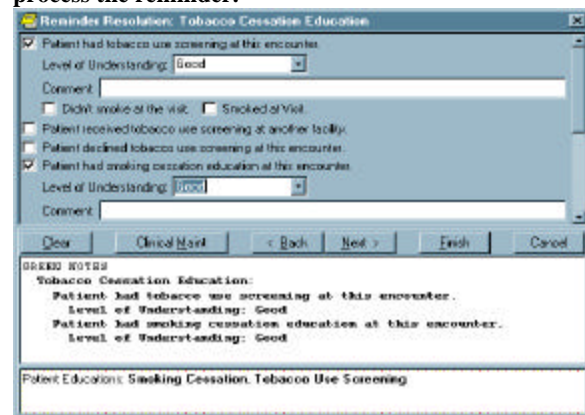 process the reminder.
Reminder Resolution: Tobacco Cessation Education
Patient had tobacco use screening at this encounter.
Level of Understanding: Good
Comment
Didn't smoke at the visit. Smoked at Visit.
Patient received tobacco use screening at another facility.
Patient declined tobacco use screening at this encounter.
Patient had smoking cessation education at this encounter.
Level of Understanding: Good
Comment
Clear Clinical Maint < Back Next > Finish Cancel
NOTES
Tobacco Cessation Education:
Patient had tobacco use screening at this encounter.
Level of Understanding: Good
Patient had smoking cessation education at this encounter.
Level of Understanding: Good
Patient Educations: Smoking Cessation, Tobacco Use Screening